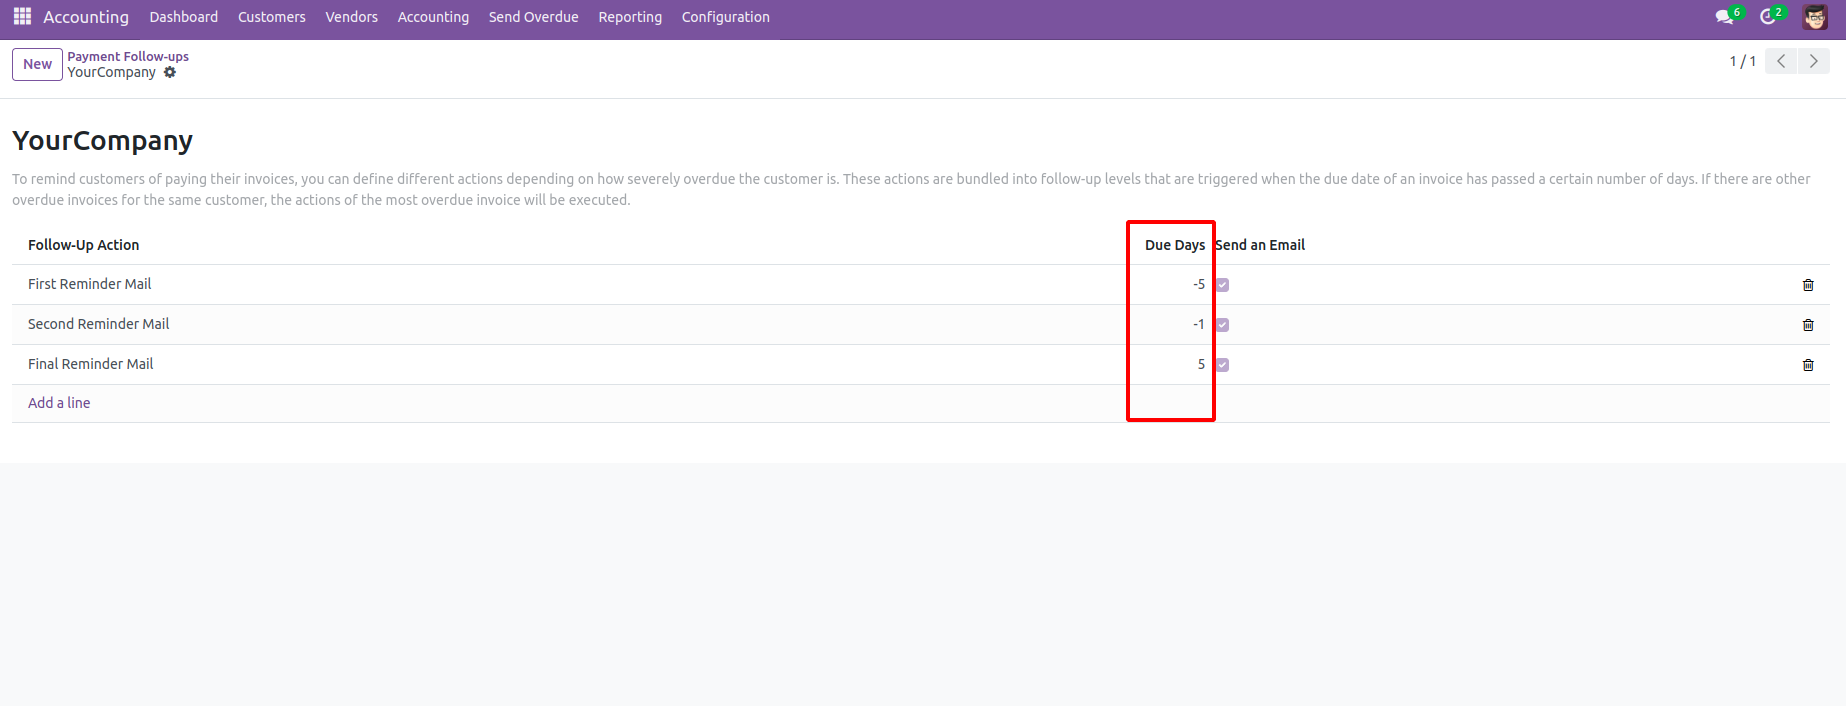 Accounting Dashboard Customers Vendors Accounting Send Overdue Reporting Configuration 6 2
New Payment Follow-ups
YourCompany
1 / 1
YourCompany
To remind customers of paying their invoices, you can define different actions depending on how severely overdue the customer is. These actions are bundled into follow-up levels that are triggered when the due date of an invoice has passed a certain number of days. If there are other
overdue invoices for the same customer, the actions of the most overdue invoice will be executed.
Follow-Up Action Due Days Send an Email
First Reminder Mail -5
Second Reminder Mail -1
Final Reminder Mail 5
Add a line